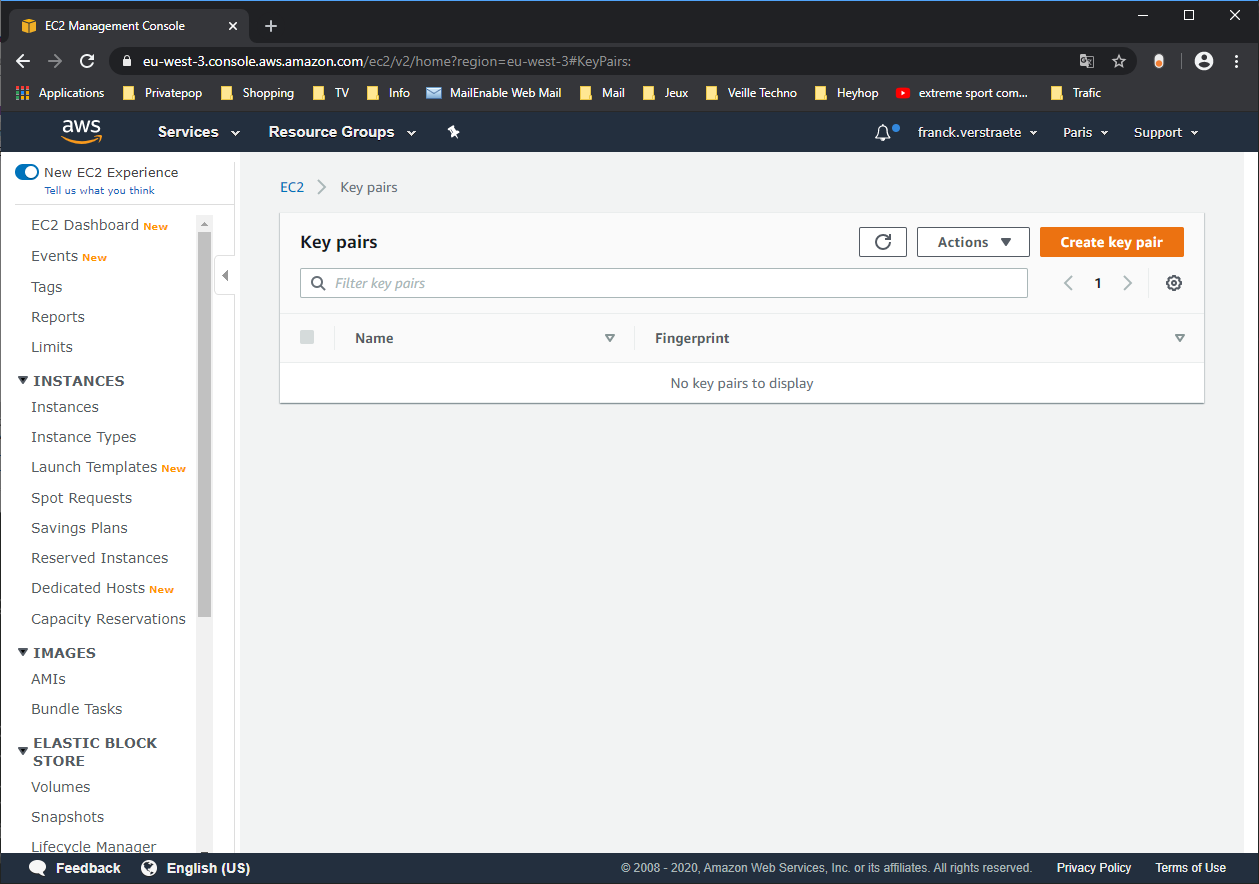 EC2 Management Console
eu-west-3.console.aws.amazon.com/ec2/v2/home?region=eu-west-3#KeyPairs:
Applications Privatepop Shopping TV Info MailEnable Web Mail Mail Jeux Veille Techno Heyhop extreme sport com... Trafic
aws Services Resource Groups franck.verstraete Paris Support
New EC2 Experience
Tell us what you think
EC2 Dashboard New
Events New
Tags
Reports
Limits
INSTANCES
Instances
Instance Types
Launch Templates New
Spot Requests
Savings Plans
Reserved Instances
Dedicated Hosts New
Capacity Reservations
IMAGES
AMIs
Bundle Tasks
ELASTIC BLOCK
STORE
Volumes
Snapshots
Lifecycle Manager
EC2 Key pairs
Key pairs Actions Create key pair
Filter key pairs 1
Name Fingerprint
No key pairs to display
Feedback English (US) © 2008 - 2020, Amazon Web Services, Inc. or its affiliates. All rights reserved. Privacy Policy Terms of Use